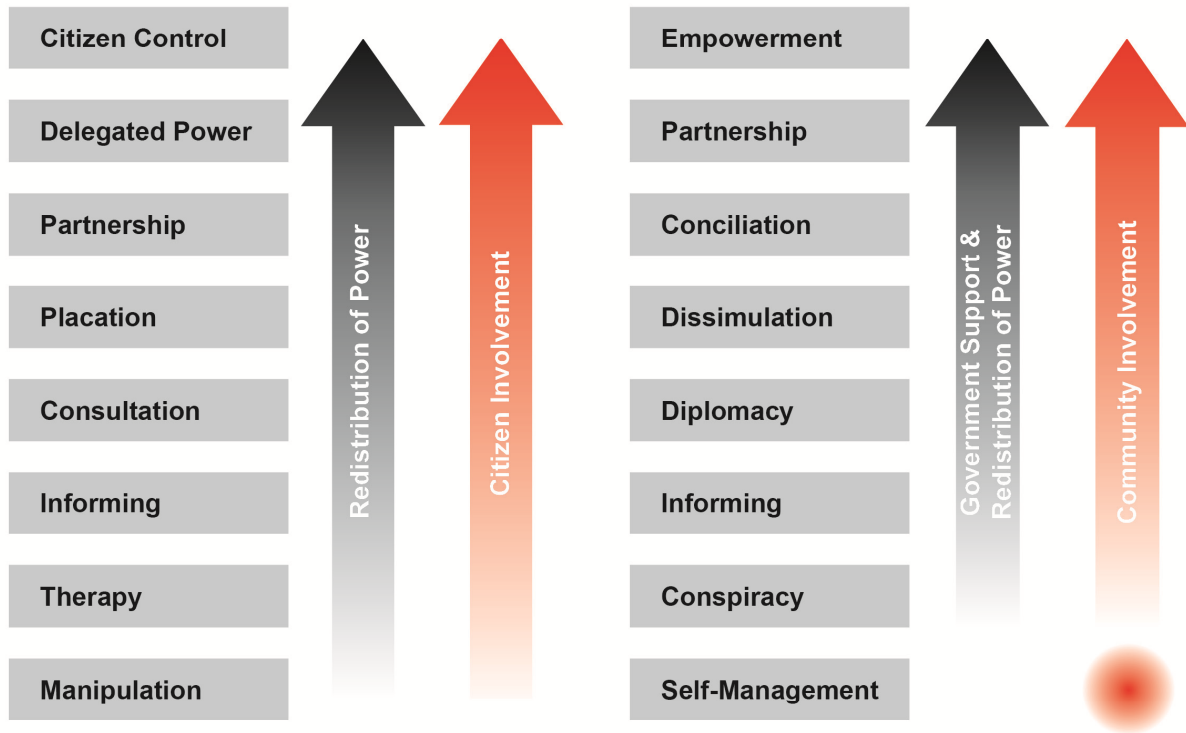 Citizen Control
Delegated Power
Partnership
Placation
Consultation
Informing
Therapy
Manipulation
Redistribution of Power
Citizen Involvement
Empowerment
Partnership
Conciliation
Dissimulation
Diplomacy
Informing
Conspiracy
Self-Management
Government Support &
Redistribution of Power
Community Involvement